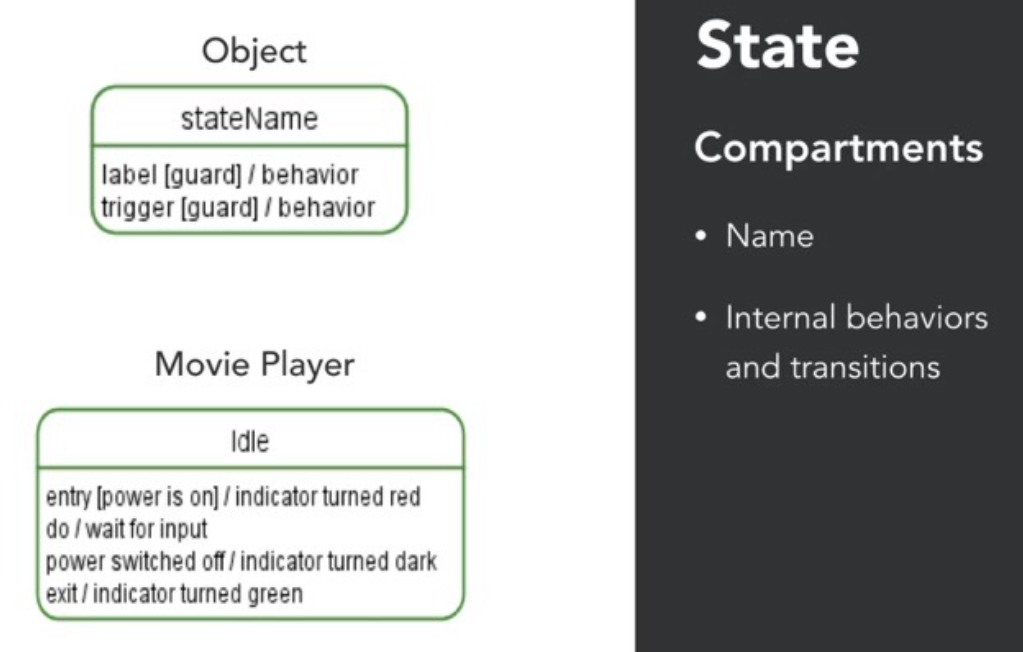 Object
stateName
label [guard] / behavior
trigger [guard] / behavior
Movie Player
Idle
entry [power is on] / indicator turned red
do / wait for input
power switched off / indicator turned dark
exit / indicator turned green
State
Compartments
• Name
• Internal behaviors
and transitions